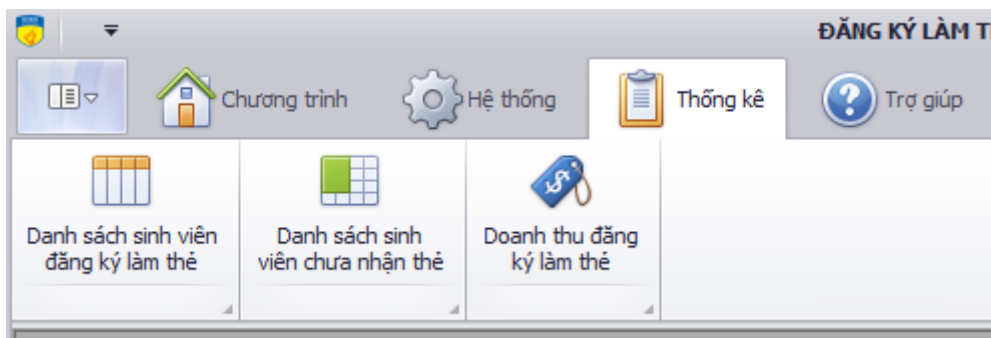 ĐĂNG KÝ LÀM
Chương trình
Hệ thống
Thống kê
Trợ giúp
Danh sách sinh viên
đăng ký làm thẻ
Danh sách sinh
viên chưa nhận thẻ
Doanh thu đăng
ký làm thẻ